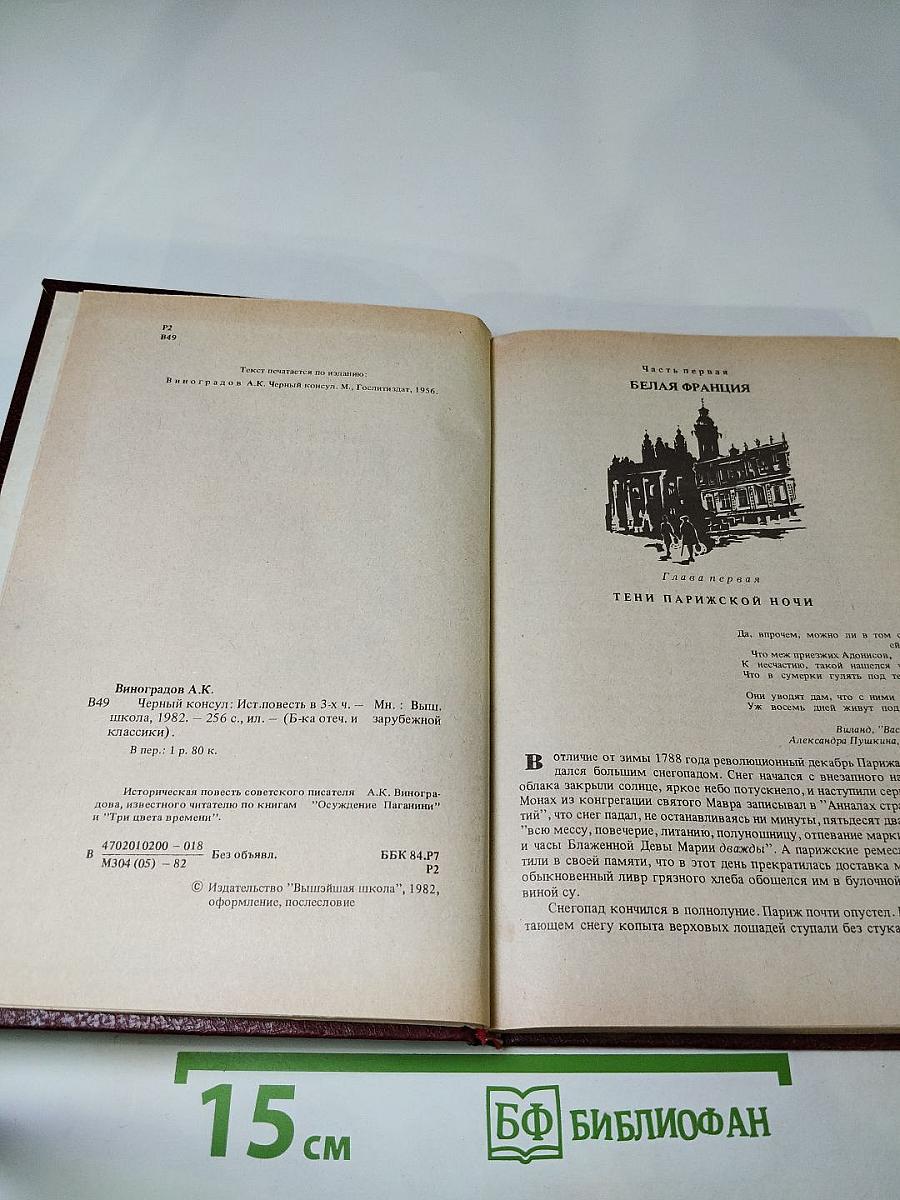 Р2
В49
Текст печатается по изданию:
Виноградов А.К. Черный консул. М., Гослитиздат, 1956.
Виноградов А.К.
В49 Черный консул: Ист.повесть в 3-х ч. — Мн. : Выш.
школа, 1982. — 256 с., ил. — (Б-ка отеч. и зарубежной
классики).
В пер.: 1 р. 80 к.
Историческая повесть советского писателя А.К. Виногра-
дова, известного читателю по книгам "Осуждение Паганини"
и "Три цвета времени".
В 4702010200 – 018 Без объявл. ББК 84.Р7
М304 (05) – 82 Р2
© Издательство "Вышэйшая школа", 1982,
оформление, послесловие
Часть первая
БЕЛАЯ ФРАНЦИЯ
Глава первая
ТЕНИ ПАРИЖСКОЙ НОЧИ
Да, впрочем, можно ли в том
Что меж приезжих Адонисов,
К несчастию, такой нашелся
Что в сумерки гулять под
Они уводят дам, что с ними
Уж восемь дней живут под
Виланд, "Вас
Александра Пушкина,
В отличие от зимы 1788 года революционный декабрь Парижа
дался большим снегопадом. Снег начался с внезапного на
облака закрыли солнце, яркое небо потускнело, и наступили
Монах из конгрегации святого Мавра записывал в "Анналах стра
тий", что снег падал, не останавливаясь ни минуты, пятьдесят два
"всю мессу, повечерие, литанию, полуношницу, отпевание марки
и часы Блаженной Девы Марии дважды". А парижские ремес
тили в своей памяти, что в этот день прекратилась доставка м
обыкновенный ливр грязного хлеба обошелся им в булочной
виной су.
Снегопад кончился в полнолуние. Париж почти опустел.
тающем снегу копыта верховых лошадей ступали без стука
15 см
БФ БИБЛИОФАН